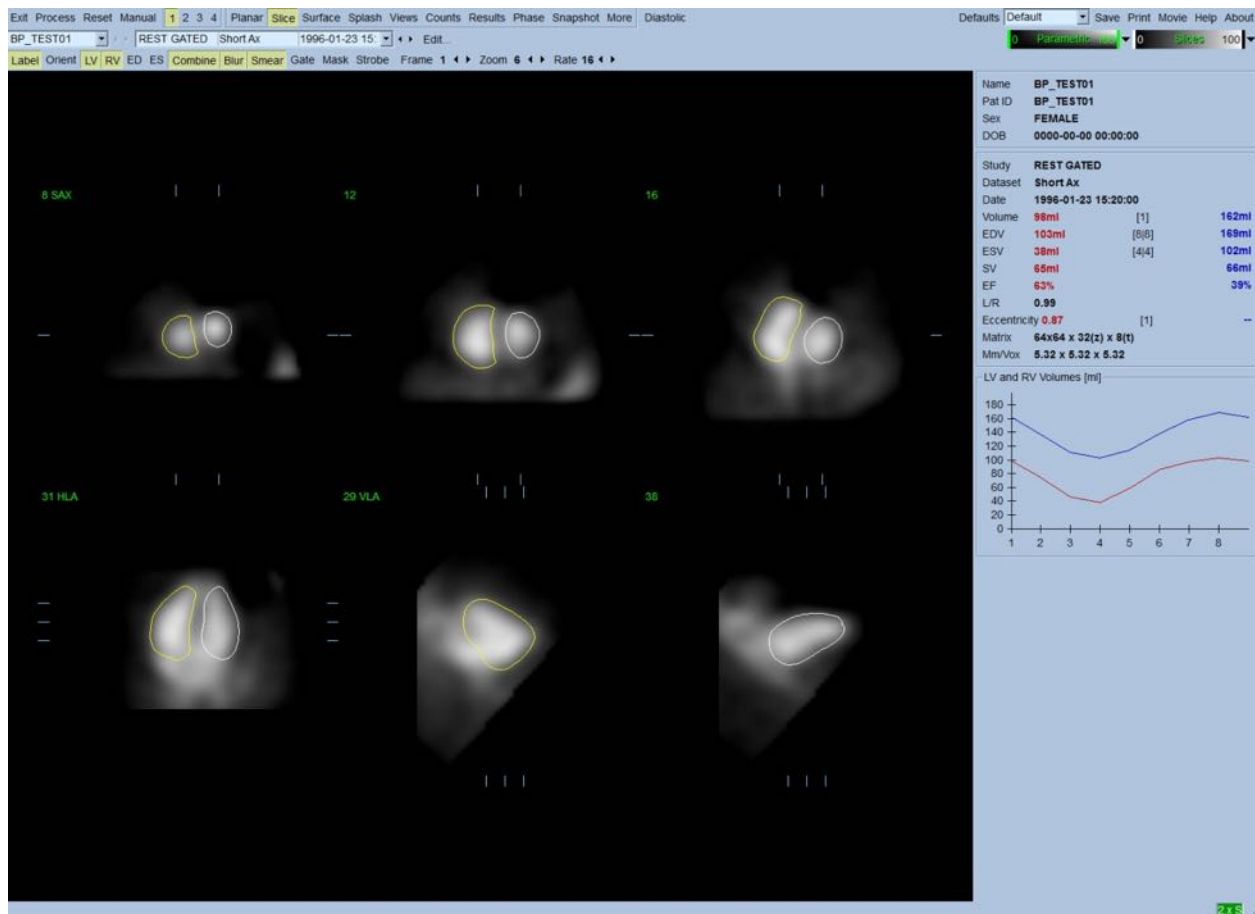 Exit Process Reset Manual 1 2 3 4 Planar Slice Surface Splash Views Counts Results Phase Snapshot More Diastolic Defaults Default Save Print Movie Help About
BP_TEST01 REST GATED Short Ax 1996-01-23 15: Edit... 0 Parametric 0 Slices 100
Label Orient LV RV ED ES Combine Blur Smear Gate Mask Strobe Frame 1 Zoom 6 Rate 16
8 SAX 12 16
31 HLA 29 VLA 38
Name BP_TEST01
Pat ID BP_TEST01
Sex FEMALE
DOB 0000-00-00 00:00:00
Study REST GATED
Dataset Short Ax
Date 1996-01-23 15:20:00
Volume 98ml [1] 162ml
EDV 103ml [8|8] 169ml
ESV 38ml [4|4] 102ml
SV 65ml 66ml
EF 63% 39%
L/R 0.99
Eccentricity 0.87 [1] --
Matrix 64x64 x 32(z) x 8(t)
Mm/Vox 5.32 x 5.32 x 5.32
LV and RV Volumes [ml]
180
160
140
120
100
80
60
40
20
0
1 2 3 4 5 6 7 8
2 x S